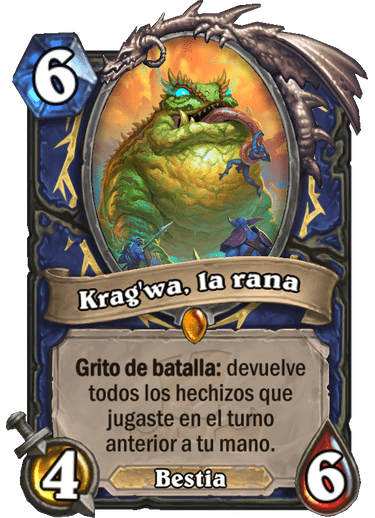 6
Krag'wa, la rana
Grito de batalla: devuelve
todos los hechizos que
jugaste en el turno
anterior a tu mano.
4
Bestia
6